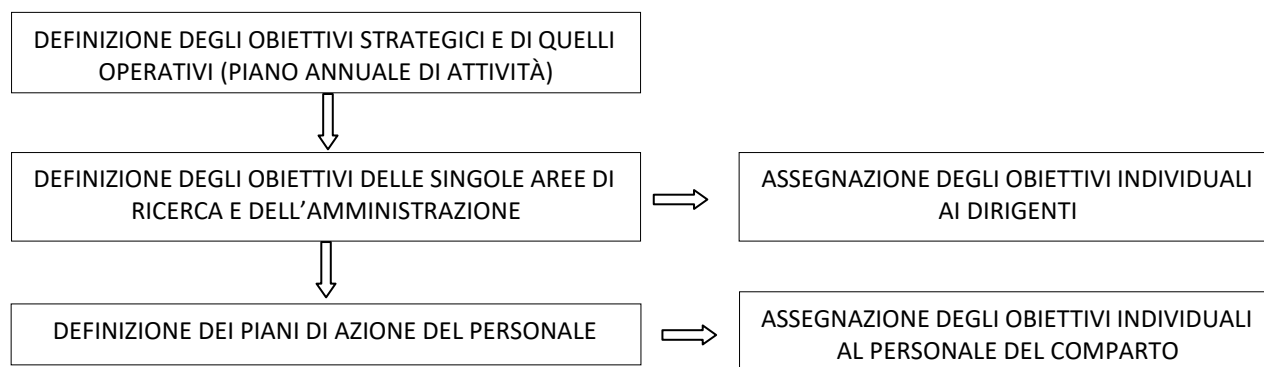 DEFINIZIONE DEGLI OBIETTIVI STRATEGICI E DI QUELLI
OPERATIVI (PIANO ANNUALE DI ATTIVITÀ)
DEFINIZIONE DEGLI OBIETTIVI DELLE SINGOLE AREE DI
RICERCA E DELL’AMMINISTRAZIONE
ASSEGNAZIONE DEGLI OBIETTIVI INDIVIDUALI
AI DIRIGENTI
DEFINIZIONE DEI PIANI DI AZIONE DEL PERSONALE
ASSEGNAZIONE DEGLI OBIETTIVI INDIVIDUALI
AL PERSONALE DEL COMPARTO